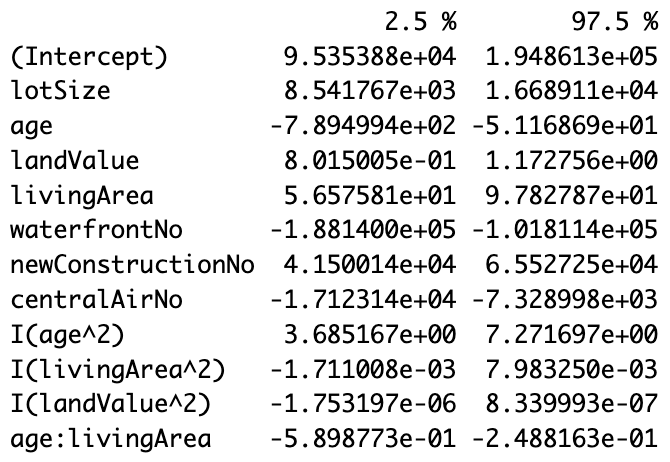 2.5 % 97.5 %
(Intercept) 9.535388e+04 1.948613e+05
lotSize 8.541767e+03 1.668911e+04
age -7.894994e+02 -5.116869e+01
landValue 8.015005e-01 1.172756e+00
livingArea 5.657581e+01 9.782787e+01
waterfrontNo -1.881400e+05 -1.018114e+05
newConstructionNo 4.150014e+04 6.552725e+04
centralAirNo -1.712314e+04 -7.328998e+03
I(age^2) 3.685167e+00 7.271697e+00
I(livingArea^2) -1.711008e-03 7.983250e-03
I(landValue^2) -1.753197e-06 8.339993e-07
age:livingArea -5.898773e-01 -2.488163e-01